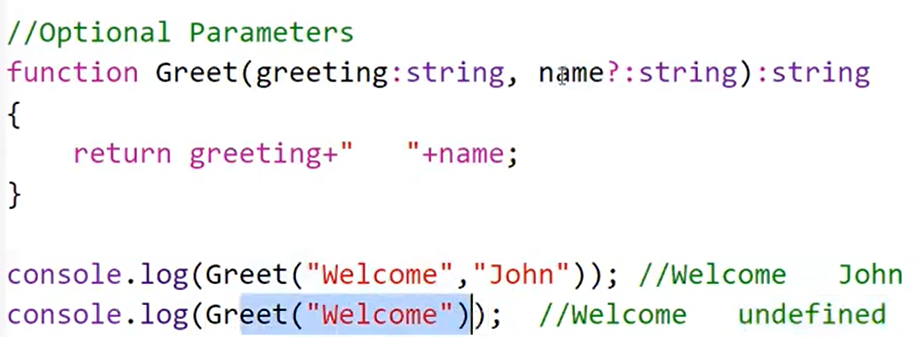 //Optional Parameters
function Greet(greeting:string, name?:string):string
{
    return greeting+"   "+name;
}
console.log(Greet("Welcome","John")); //Welcome   John
console.log(Greet("Welcome"));  //Welcome   undefined